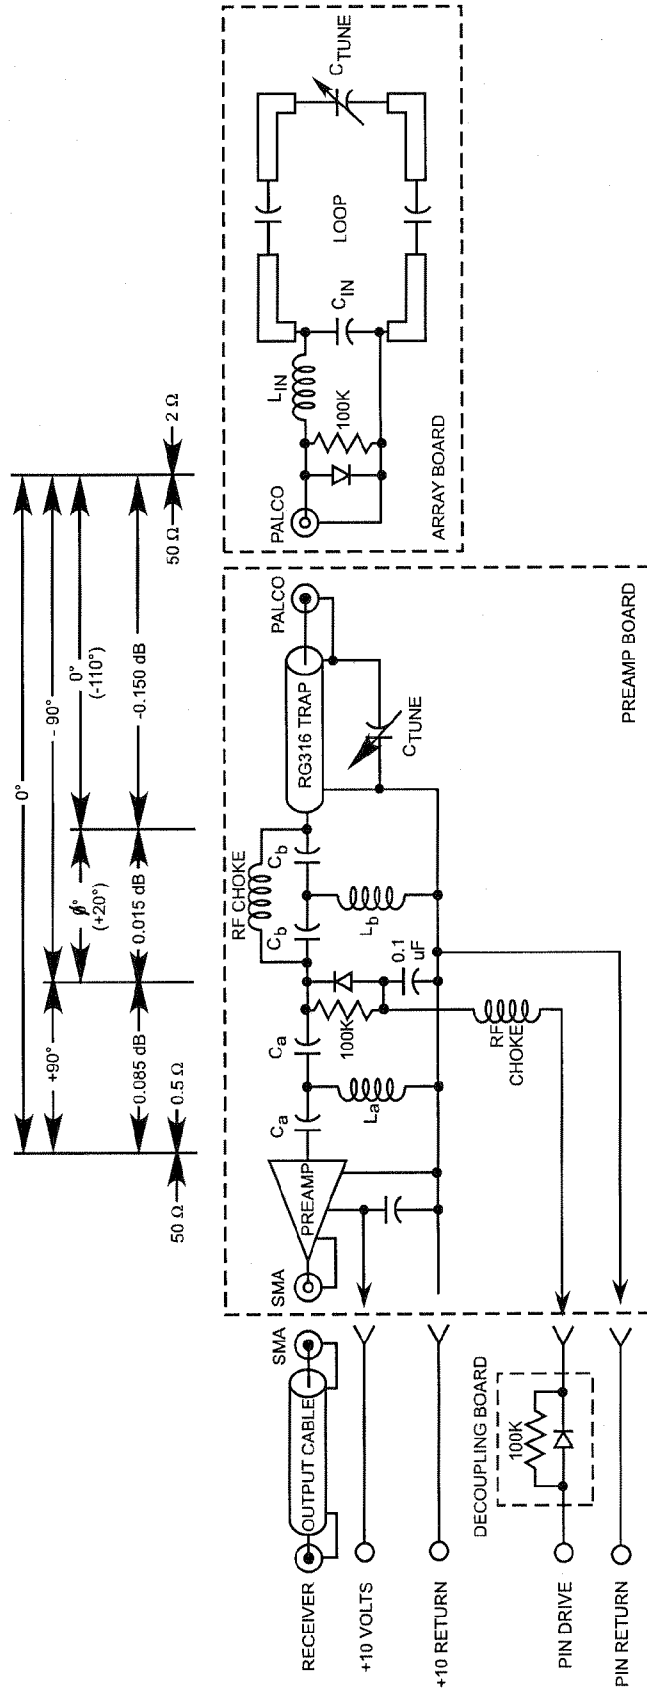 0°
+90°
- 90°
ϕ°
(+20°)
0°
(-110°)
0.085 dB
0.015 dB
-0.150 dB
50 Ω
0.5 Ω
50 Ω
2 Ω
RECEIVER
OUTPUT CABLE
SMA
+10 VOLTS
+10 RETURN
DECOUPLING BOARD
100K
PIN DRIVE
PIN RETURN
SMA
PREAMP
Ca
Ca
La
100K
0.1
uF
RF
CHOKE
RF CHOKE
Cb
Cb
Lb
RG316 TRAP
CTUNE
PALCO
PREAMP BOARD
PALCO
100K
LIN
CIN
LOOP
CTUNE
ARRAY BOARD